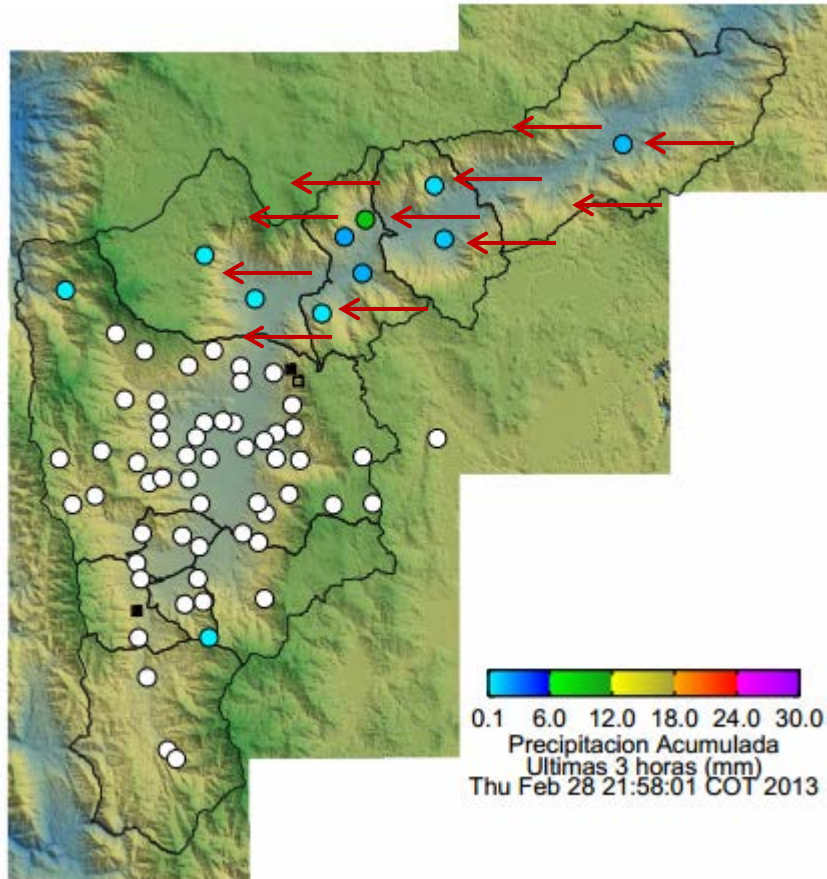 0.1 6.0 12.0 18.0 24.0 30.0
Precipitacion Acumulada
Ultimas 3 horas (mm)
Thu Feb 28 21:58:01 COT 2013